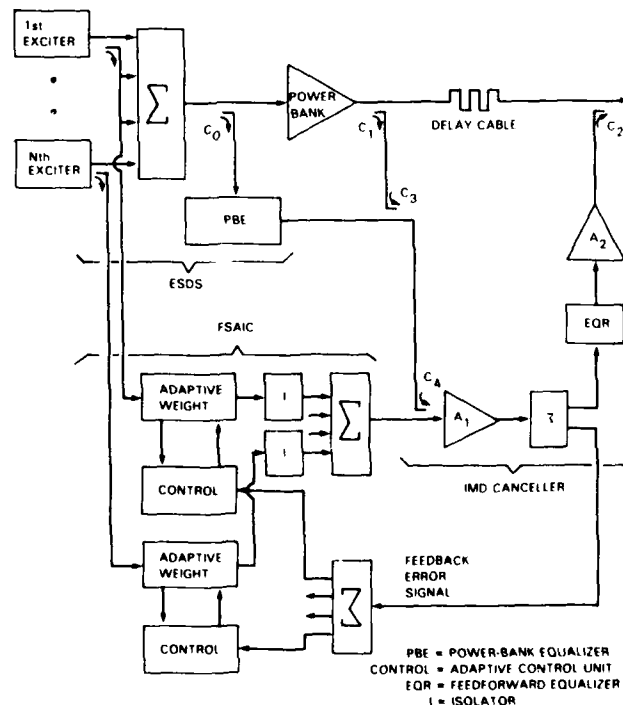 1st
EXCITER
Nth
EXCITER
Σ
C0
POWER
BANK
C1
DELAY CABLE
C2
C3
PBE
A2
ESDS
EQR
FSAIC
ADAPTIVE
WEIGHT
I
I
Σ
C4
A1
CONTROL
IMD CANCELLER
ADAPTIVE
WEIGHT
CONTROL
Σ
FEEDBACK
ERROR
SIGNAL
PBE = POWER-BANK EQUALIZER
CONTROL = ADAPTIVE CONTROL UNIT
EQR = FEEDFORWARD EQUALIZER
I = ISOLATOR